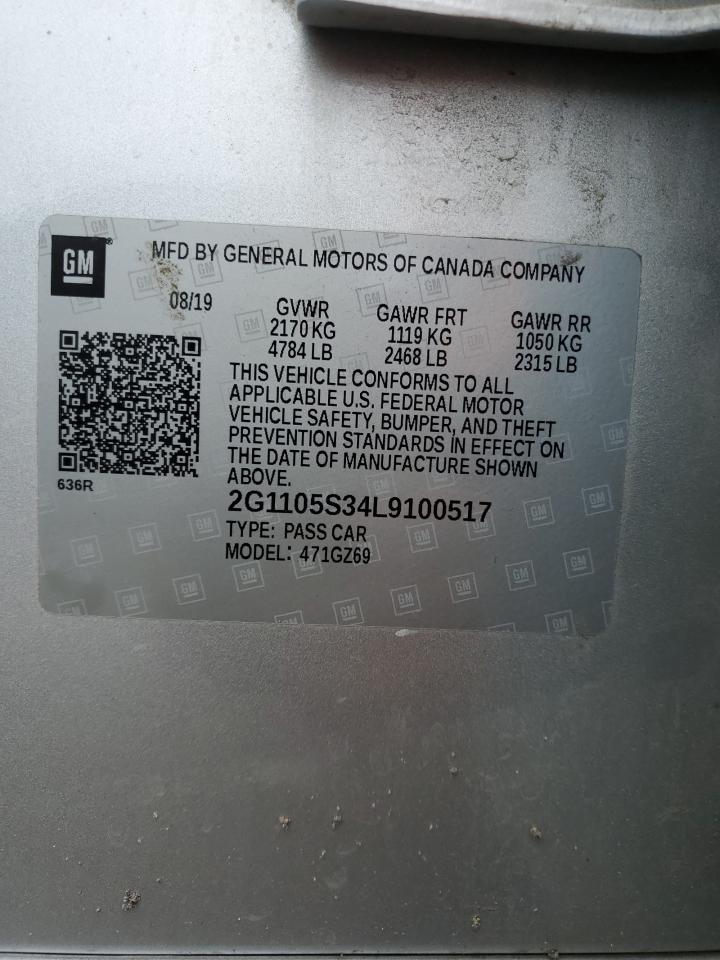 GM
MFD BY GENERAL MOTORS OF CANADA COMPANY
08/19
GVWR GAWR FRT GAWR RR
2170 KG 1119 KG 1050 KG
4784 LB 2468 LB 2315 LB
THIS VEHICLE CONFORMS TO ALL
APPLICABLE U.S. FEDERAL MOTOR
VEHICLE SAFETY, BUMPER, AND THEFT
PREVENTION STANDARDS IN EFFECT ON
THE DATE OF MANUFACTURE SHOWN
ABOVE.
636R
2G1105S34L9100517
TYPE: PASS CAR
MODEL: 471GZ69